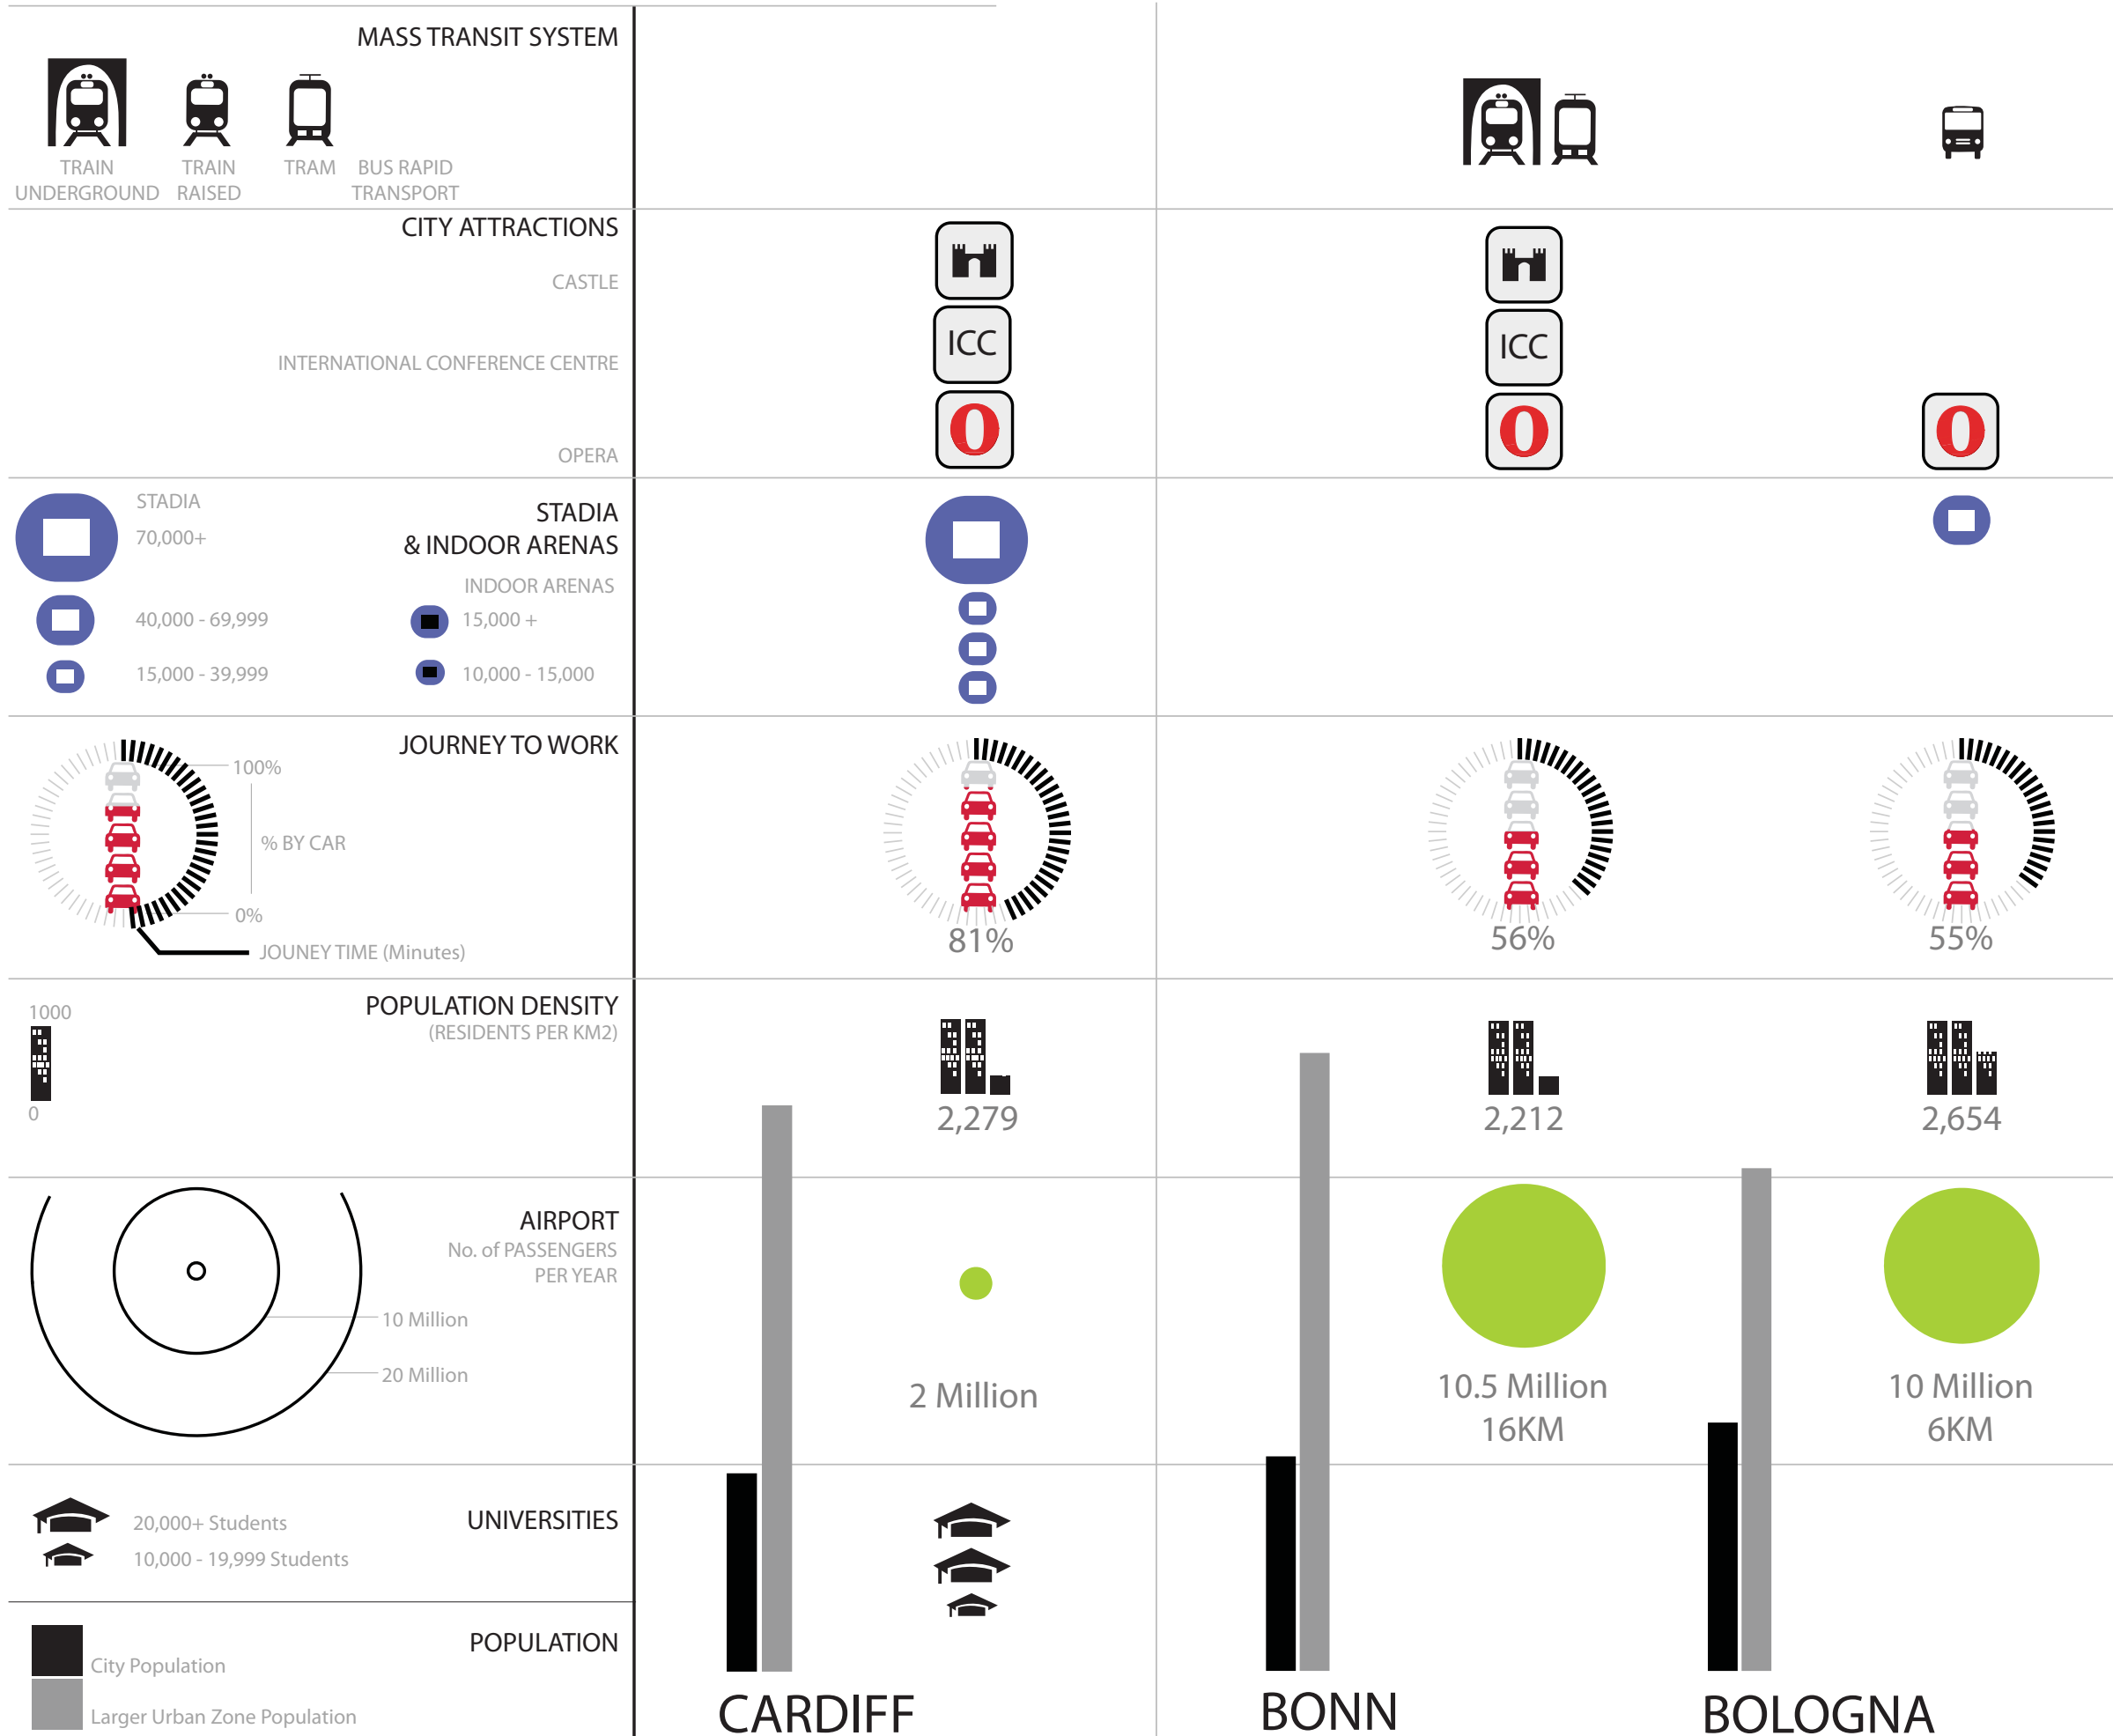 MASS TRANSIT SYSTEM
TRAIN UNDERGROUND
TRAIN RAISED
TRAM
BUS RAPID TRANSPORT
CITY ATTRACTIONS
CASTLE
INTERNATIONAL CONFERENCE CENTRE
ICC
ICC
OPERA
O
O
O
STADIA
& INDOOR ARENAS
STADIA
70,000+
40,000 - 69,999
15,000 - 39,999
INDOOR ARENAS
15,000 +
10,000 - 15,000
JOURNEY TO WORK
100%
% BY CAR
0%
JOUNEY TIME (Minutes)
81%
56%
55%
POPULATION DENSITY
(RESIDENTS PER KM2)
1000
0
2,279
2,212
2,654
AIRPORT
No. of PASSENGERS
PER YEAR
10 Million
20 Million
2 Million
10.5 Million
16KM
10 Million
6KM
UNIVERSITIES
20,000+ Students
10,000 - 19,999 Students
POPULATION
City Population
Larger Urban Zone Population
CARDIFF
BONN
BOLOGNA